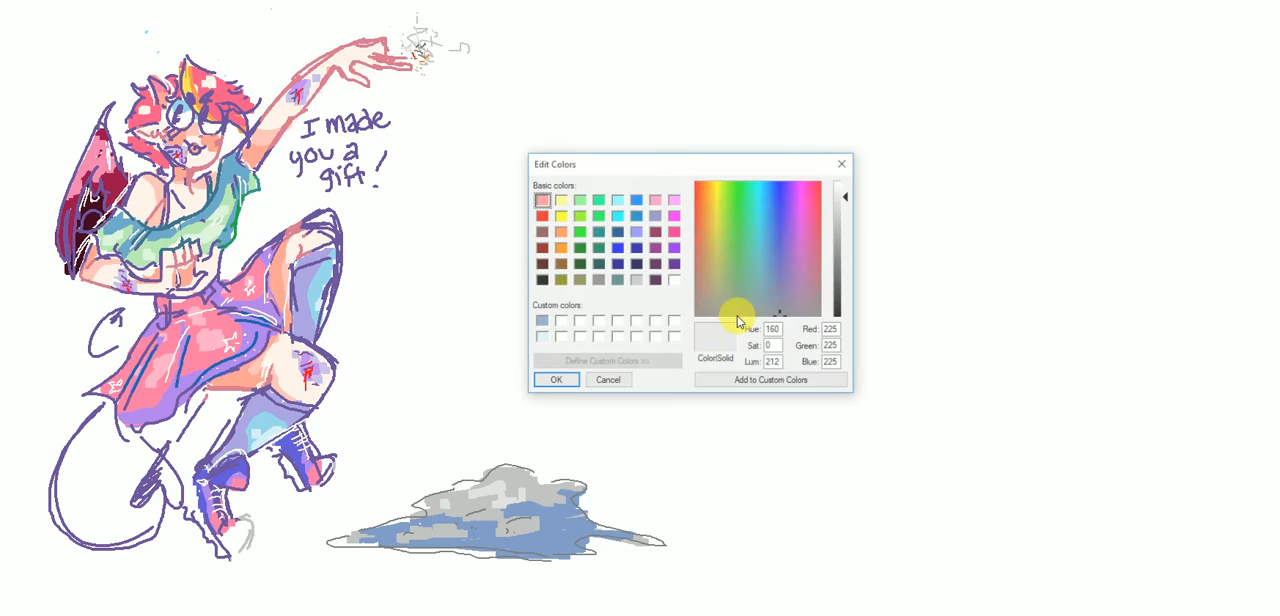 I made
you a
gift!
Edit Colors
Basic colors:
Custom colors:
Define Custom Colors >>
OK
Cancel
Hue: 160
Sat: 0
Lum: 212
Red: 225
Green: 225
Blue: 225
Color|Solid
Add to Custom Colors